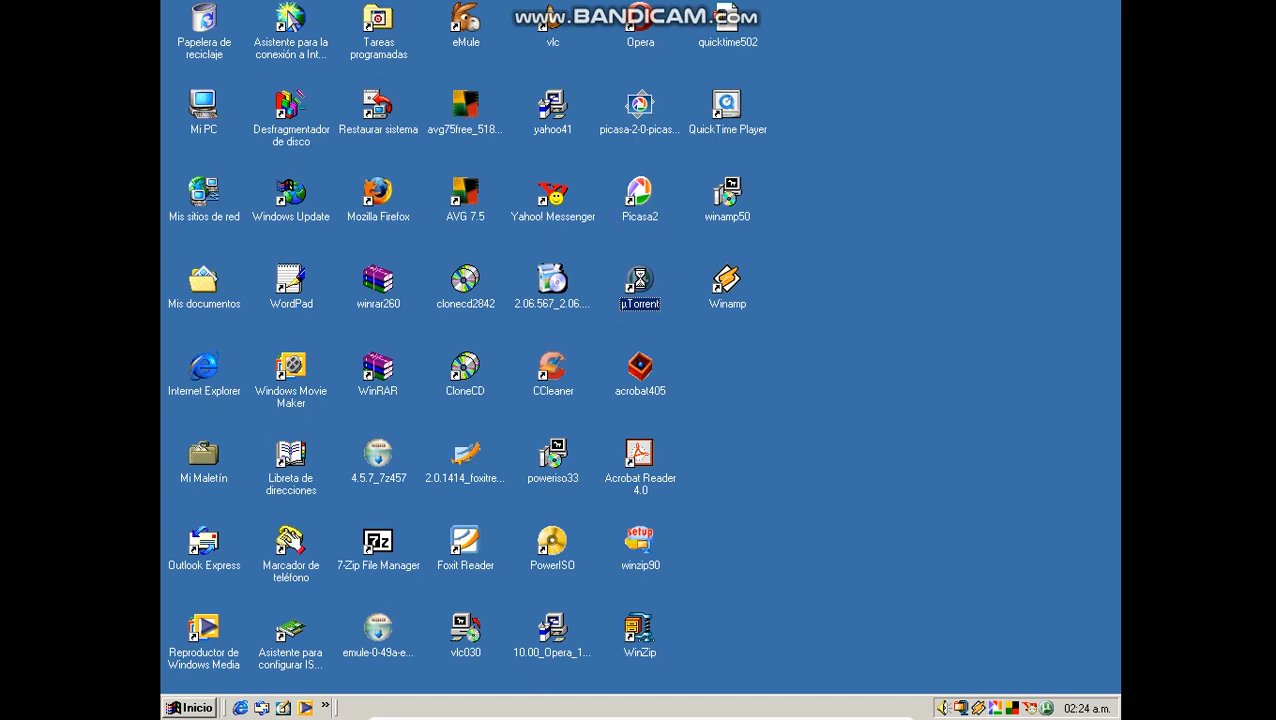 www.BANDICAM.com
Papelera de
reciclaje
Asistente para la
conexión a Int...
Tareas
programadas
eMule
vlc
Opera
quicktime502
Mi PC
Desfragmentador
de disco
Restaurar sistema
avg75free_518...
yahoo41
picasa-2-0-picas...
QuickTime Player
Mis sitios de red
Windows Update
Mozilla Firefox
AVG 7.5
Yahoo! Messenger
Picasa2
winamp50
Mis documentos
WordPad
winrar260
clonecd2842
2.06.567_2.06....
µTorrent
Winamp
Internet Explorer
Windows Movie
Maker
WinRAR
CloneCD
CCleaner
acrobat405
Mi Maletín
Libreta de
direcciones
4.5.7_7z457
2.0.1414_foxitre...
poweriso33
Acrobat Reader
4.0
Outlook Express
Marcador de
teléfono
7-Zip File Manager
Foxit Reader
PowerISO
winzip90
Reproductor de
Windows Media
Asistente para
configurar IS...
emule-0-49a-e...
vlc030
10.00_Opera_1...
WinZip
Inicio
02:24 a.m.